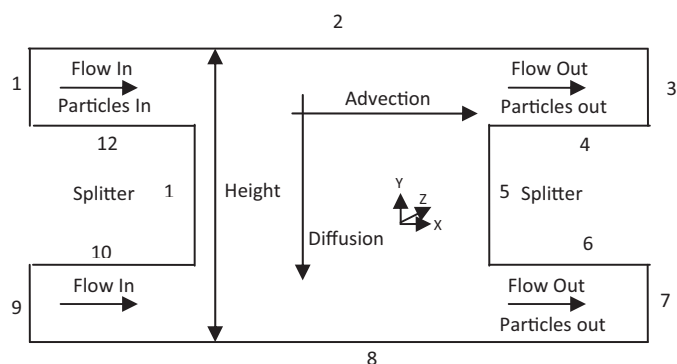 2
1
Flow In
Particles In
Flow Out
Particles out
3
Advection
12
4
Splitter
1
Height
Y
Z
X
5
Splitter
Diffusion
10
6
9
Flow In
Flow Out
Particles out
7
8